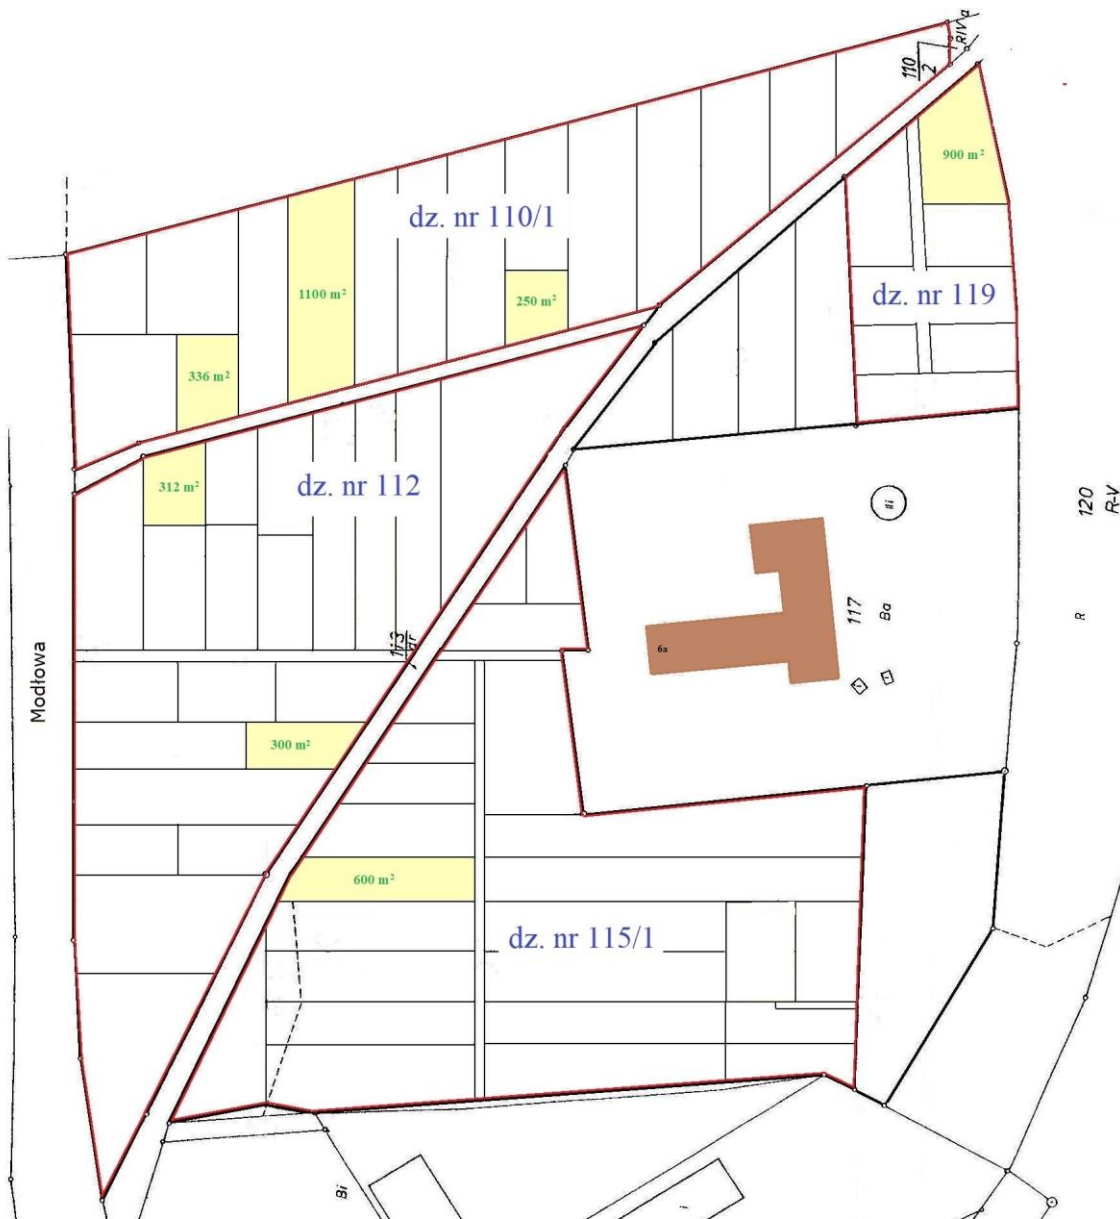 RIVa
110
2
900 m²
dz. nr 110/1
1100 m²
250 m²
dz. nr 119
336 m²
312 m²
dz. nr 112
120
R-V
117
Ba
R
6a
113
dr
Modłowa
300 m²
600 m²
dz. nr 115/1
Bi
i